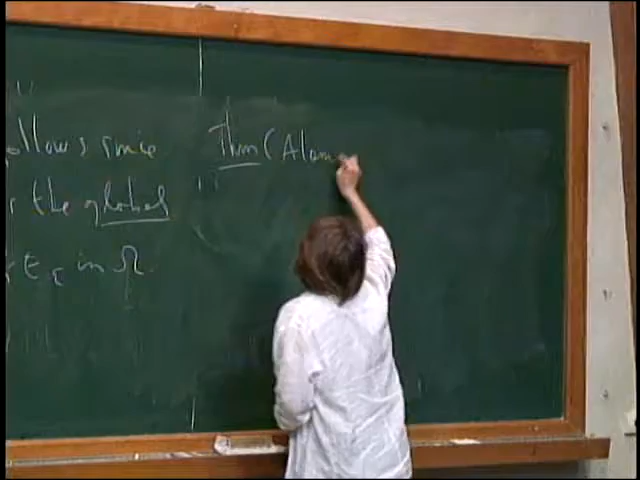 ollows since
the global
in Ω.
Thm (Alam